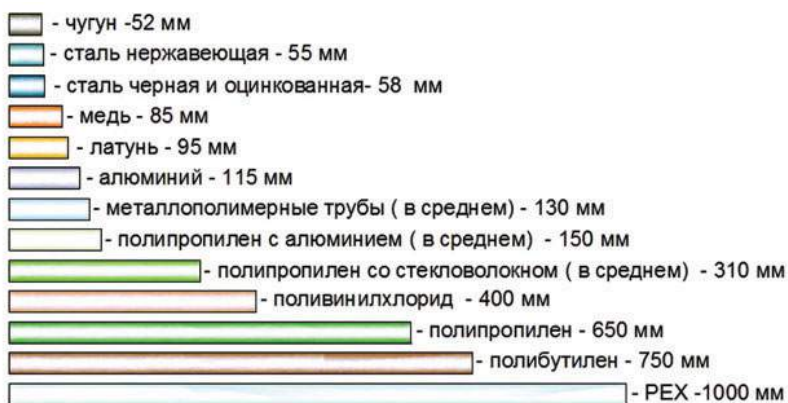 - чугун -52 мм
- сталь нержавеющая - 55 мм
- сталь черная и оцинкованная- 58 мм
- медь - 85 мм
- латунь - 95 мм
- алюминий - 115 мм
- металлополимерные трубы ( в среднем) - 130 мм
- полипропилен с алюминием ( в среднем) - 150 мм
- полипропилен со стекловолокном ( в среднем) - 310 мм
- поливинилхлорид - 400 мм
- полипропилен - 650 мм
- полибутилен - 750 мм
- PEX -1000 мм